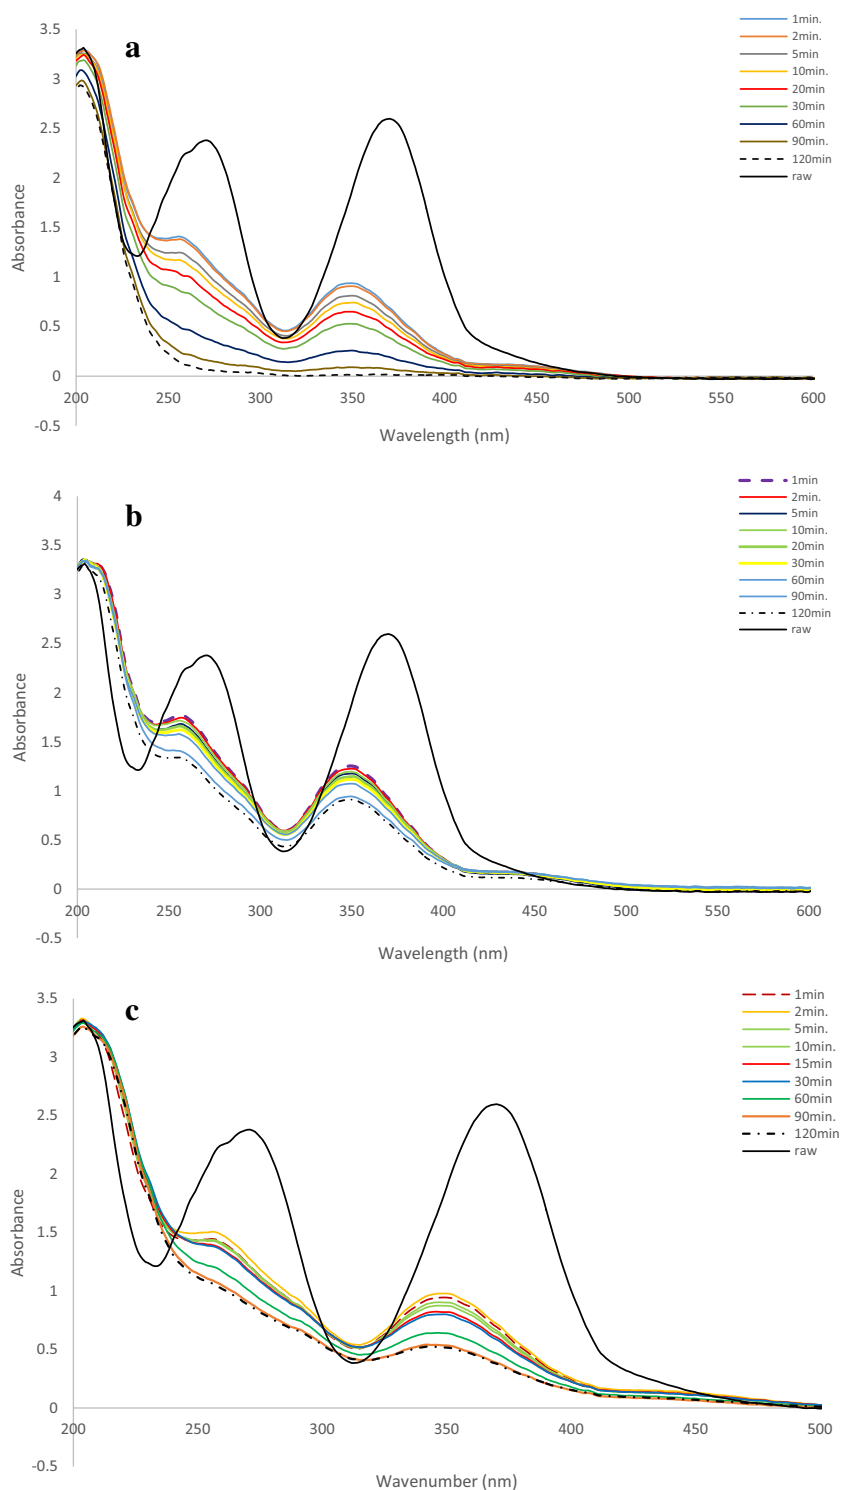 a
3.5
3
2.5
2
1.5
1
0.5
0
-0.5
Absorbance
200 250 300 350 400 450 500 550 600
Wavelength (nm)
1min.
2min.
5min
10min.
20min
30min
60min
90min.
120min
raw
b
4
3.5
3
2.5
2
1.5
1
0.5
0
-0.5
Absorbance
200 250 300 350 400 450 500 550 600
Wavelength (nm)
1min
2min.
5min
10min.
20min
30min
60min
90min.
120min
raw
c
3.5
3
2.5
2
1.5
1
0.5
0
-0.5
Absorbance
200 250 300 350 400 450 500
Wavenumber (nm)
1min
2min.
5min.
10min.
15min
30min
60min
90min.
120min
raw